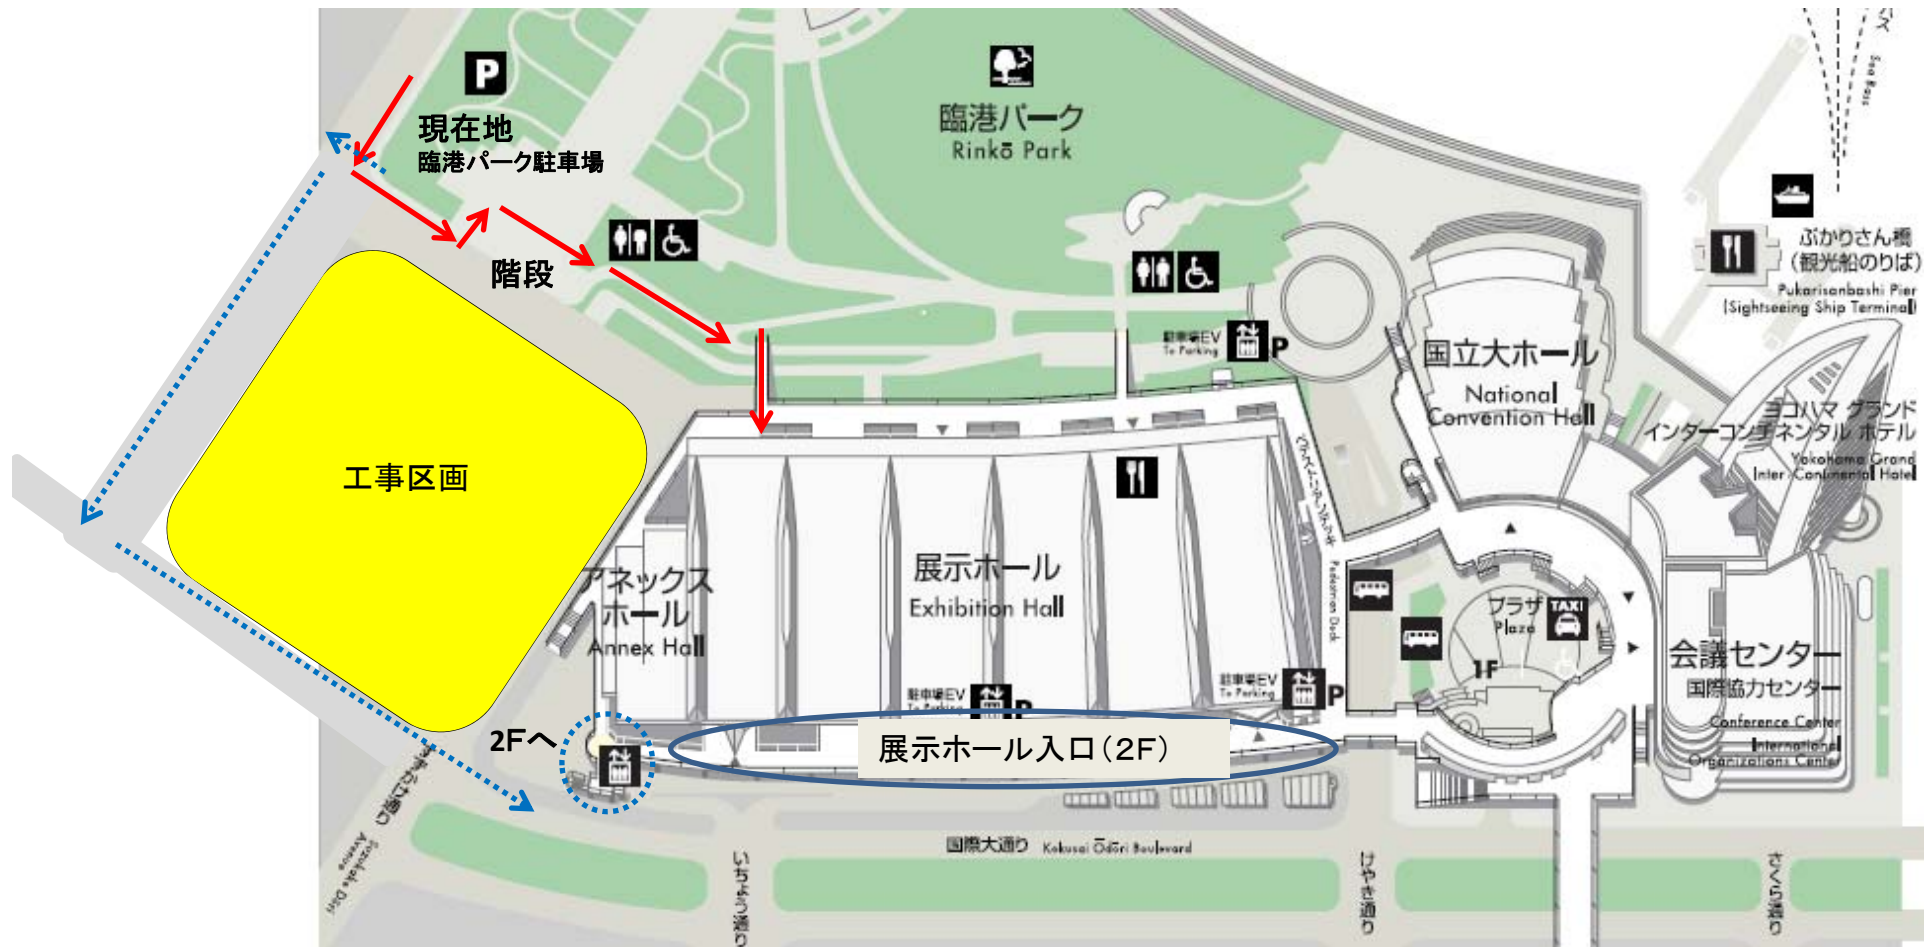 バス
Sea Bass
P
現在地
臨港パーク駐車場
臨港パーク
Rinkō Park
階段
ぷかりさん橋
(観光船のりば)
Pukarisanbashi Pier
(Sightseeing Ship Terminal)
駐車場EV
To Parking
P
国立大ホール
National
Convention Hall
ヨコハマ グランド
インターコンチネンタル ホテル
Yokohama Grand
Inter-Continental Hotel
工事区画
アネックス
ホール
Annex Hall
展示ホール
Exhibition Hall
Pedestrian Deck
プラザ
Plaza
TAXI
1F
会議センター
国際協力センター
Conference Center
International
Organizations Center
駐車場EV
To Parking
P
駐車場EV
To Parking
P
2Fへ
展示ホール入口(2F)
すずかけ通り
Suzukake Dōri
Avenue
国際大通り Kokusai Ōdōri Boulevard
いちょう通り
けやき通り
さくら通り